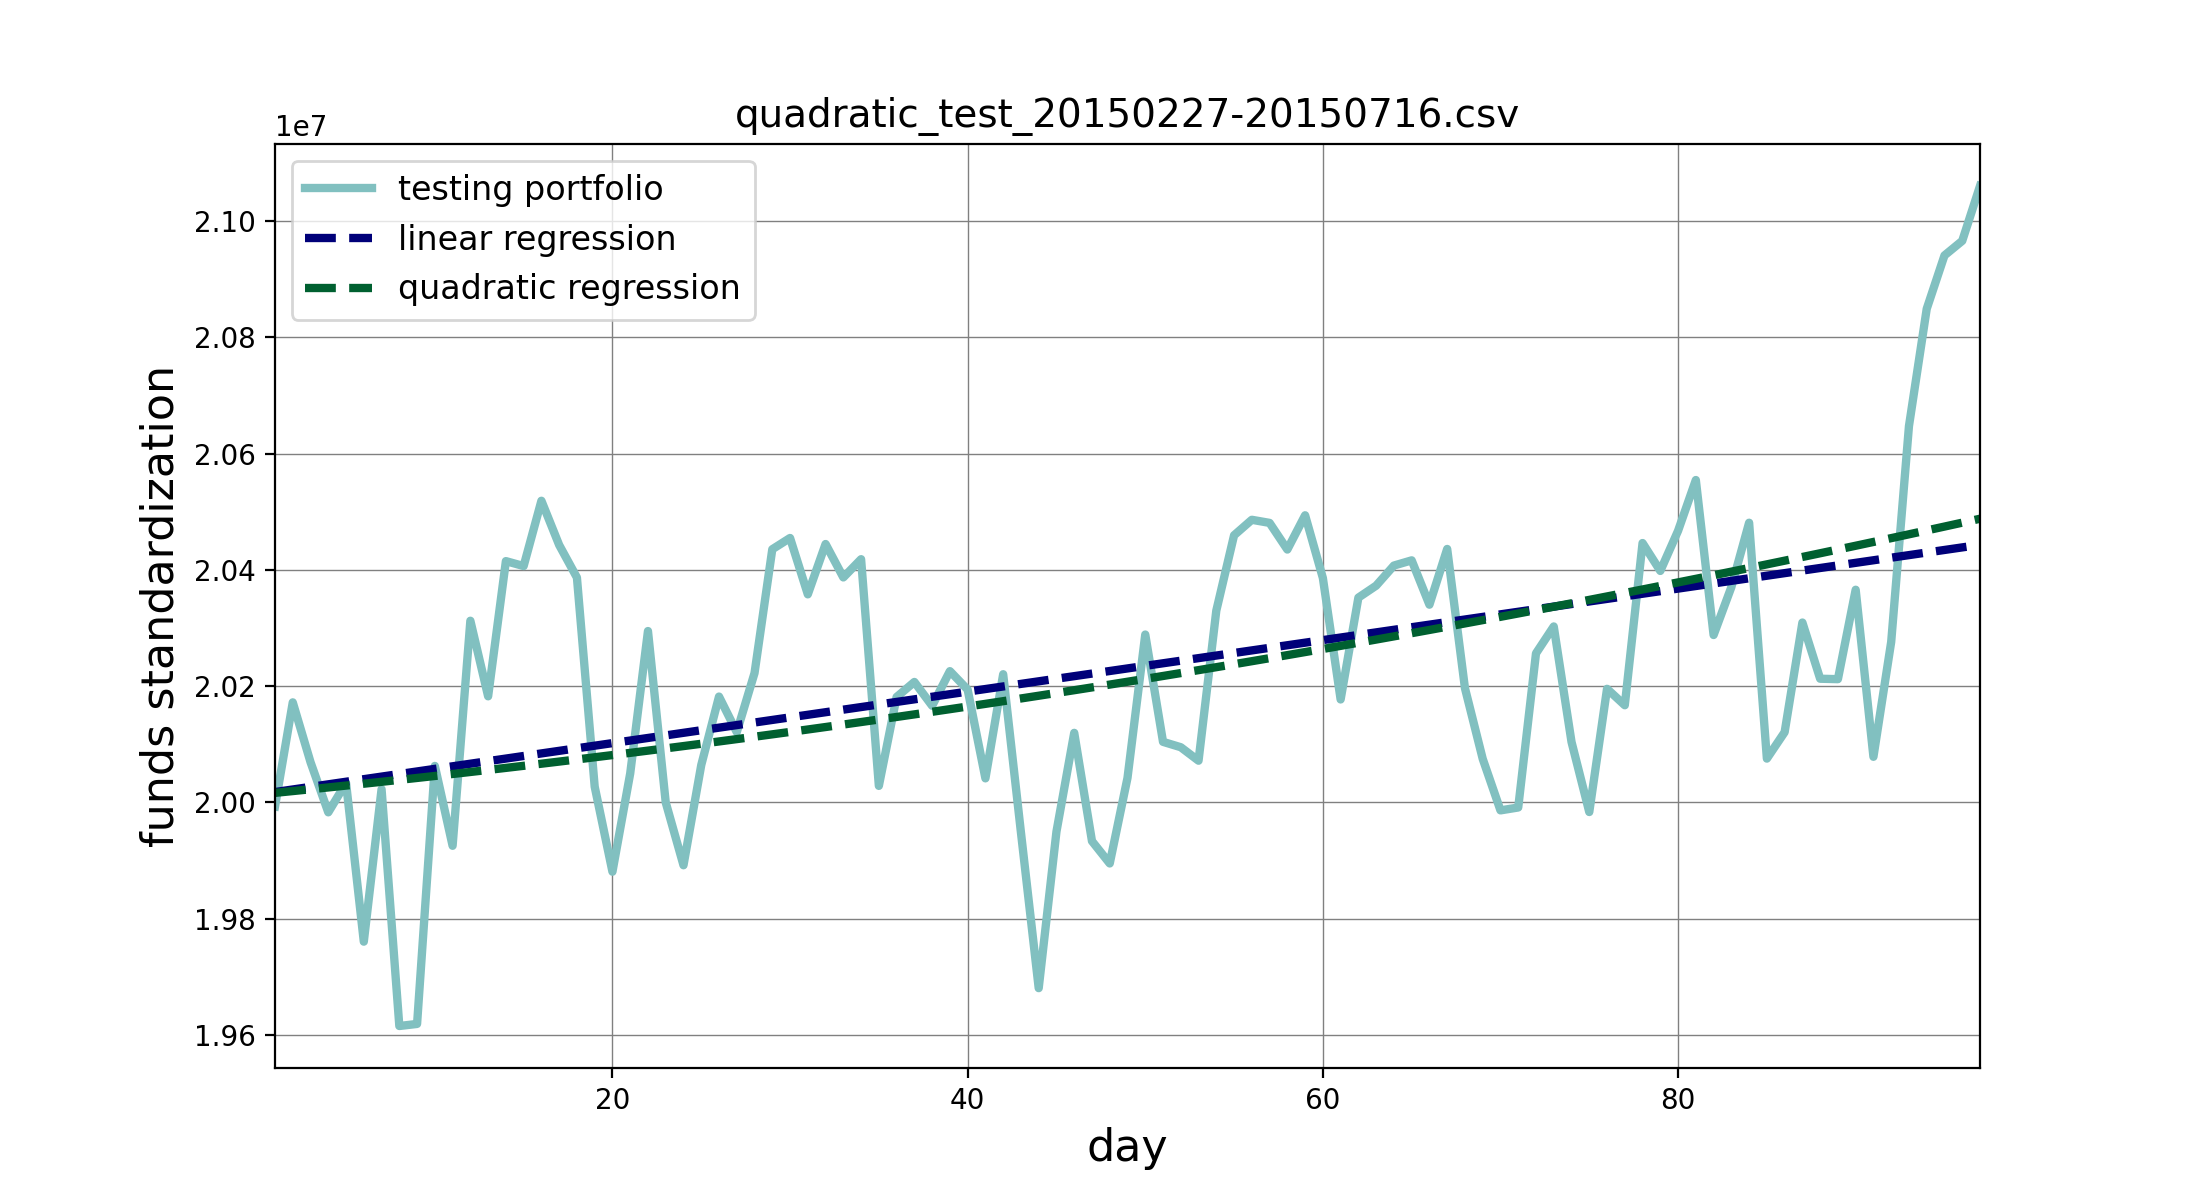 quadratic_test_20150227-20150716.csv
1e7
testing portfolio
linear regression
quadratic regression
2.10
2.08
2.06
2.04
2.02
2.00
1.98
1.96
funds standardization
20 40 60 80
day